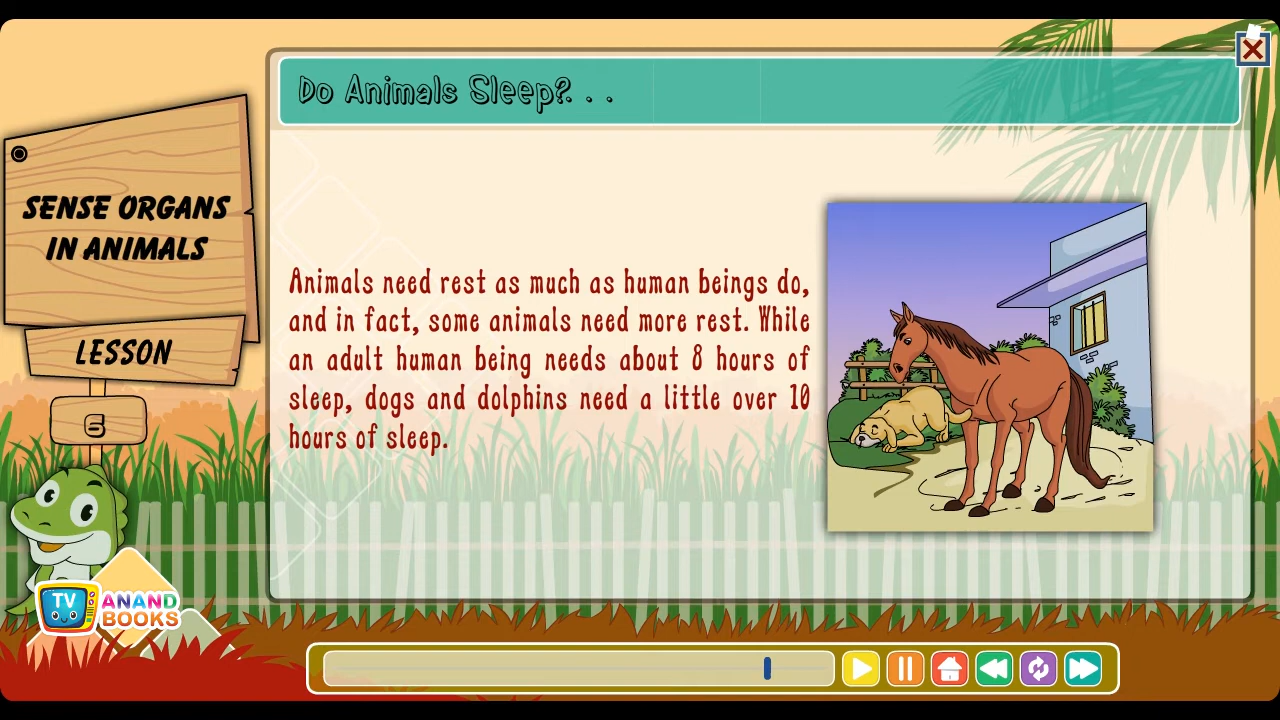 Do Animals Sleep?. . .
SENSE ORGANS
IN ANIMALS
LESSON
6
Animals need rest as much as human beings do,
and in fact, some animals need more rest. While
an adult human being needs about 8 hours of
sleep, dogs and dolphins need a little over 10
hours of sleep.
TV
ANAND
BOOKS